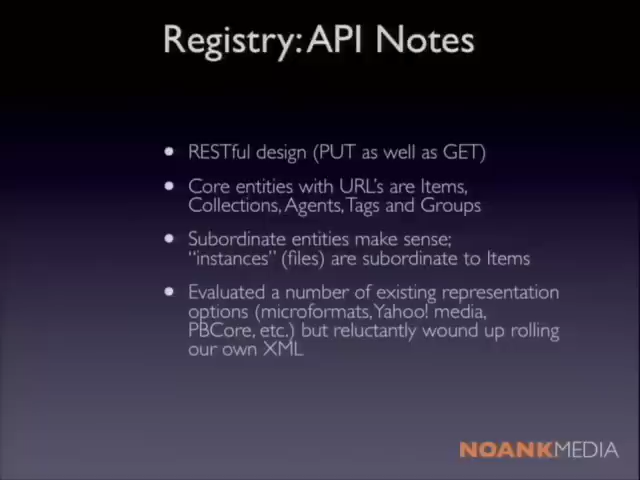 Registry: API Notes
• RESTful design (PUT as well as GET)
• Core entities with URL's are Items,
Collections, Agents, Tags and Groups
• Subordinate entities make sense;
"instances" (files) are subordinate to Items
• Evaluated a number of existing representation
options (microformats, Yahoo! media,
PBCore, etc.) but reluctantly wound up rolling
our own XML
NOANKMEDIA